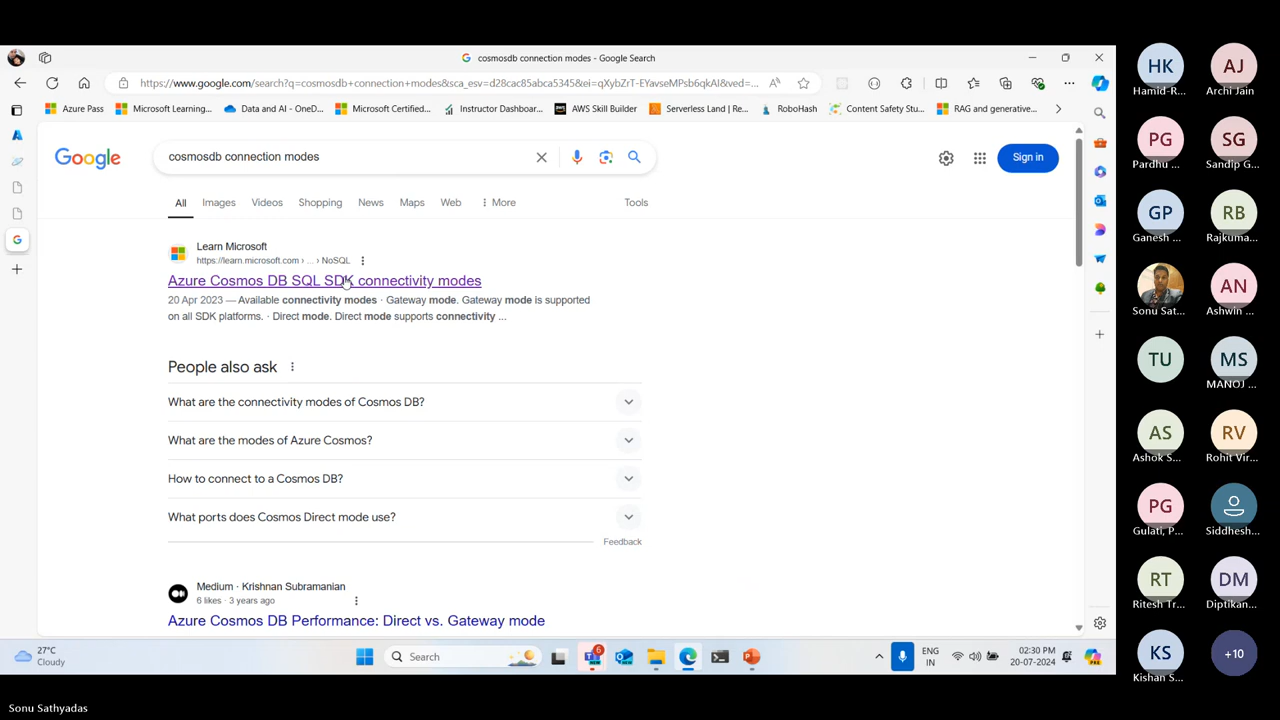 cosmosdb connection modes - Google Search
https://www.google.com/search?q=cosmosdb+connection+modes&sca_esv=d28cac85abca5345&ei=qXybZrT-EYavseMPsb6qkAI&ved=...
Azure Pass
Microsoft Learning...
Data and AI - OneD...
Microsoft Certified...
Instructor Dashboar...
AWS Skill Builder
Serverless Land | Re...
RoboHash
Content Safety Stu...
RAG and generative...
Google
cosmosdb connection modes
Sign in
All
Images
Videos
Shopping
News
Maps
Web
More
Tools
Learn Microsoft
https://learn.microsoft.com › ... › NoSQL
Azure Cosmos DB SQL SDK connectivity modes
20 Apr 2023 — Available connectivity modes · Gateway mode. Gateway mode is supported
on all SDK platforms. · Direct mode. Direct mode supports connectivity ...
People also ask
What are the connectivity modes of Cosmos DB?
What are the modes of Azure Cosmos?
How to connect to a Cosmos DB?
What ports does Cosmos Direct mode use?
Feedback
Medium · Krishnan Subramanian
6 likes · 3 years ago
Azure Cosmos DB Performance: Direct vs. Gateway mode
27°C
Cloudy
Search
6
ENG
IN
02:30 PM
20-07-2024
HK
Hamid-R...
AJ
Archi Jain
PG
Pardhu ...
SG
Sandip G...
GP
Ganesh ...
RB
Rajkuma...
Sonu Sat...
AN
Ashwin ...
TU
MS
MANOJ ...
AS
Ashok S...
RV
Rohit Vir...
PG
Gulati, P...
Siddhesh...
RT
Ritesh Tr...
DM
Diptikan...
KS
Kishan S...
+10
Sonu Sathyadas